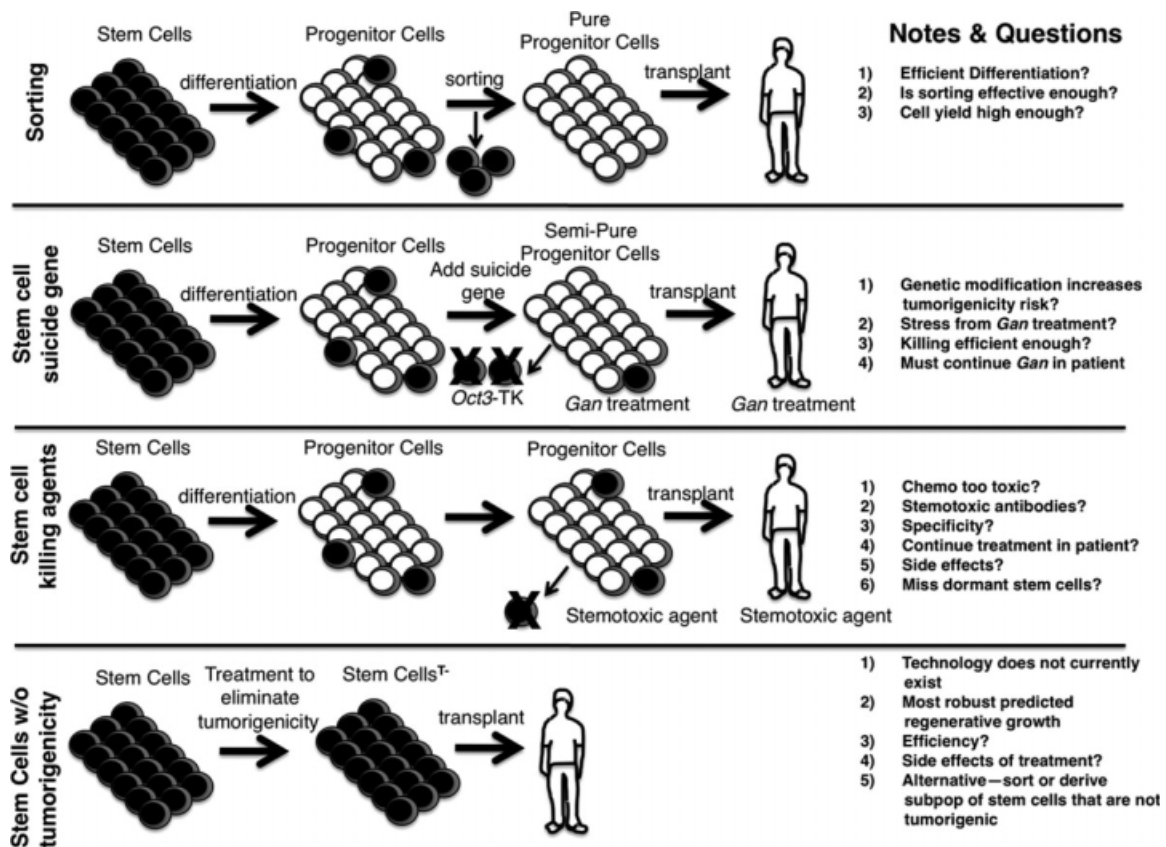 Notes & Questions
Sorting
Stem Cells
differentiation
Progenitor Cells
sorting
Pure
Progenitor Cells
transplant
1) Efficient Differentiation?
2) Is sorting effective enough?
3) Cell yield high enough?
Stem cell
suicide gene
Stem Cells
differentiation
Progenitor Cells
Add suicide
gene
Oct3-TK
Semi-Pure
Progenitor Cells
Gan treatment
transplant
Gan treatment
1) Genetic modification increases
tumorigenicity risk?
2) Stress from Gan treatment?
3) Killing efficient enough?
4) Must continue Gan in patient
Stem cell
killing agents
Stem Cells
differentiation
Progenitor Cells
Progenitor Cells
Stemotoxic agent
transplant
Stemotoxic agent
1) Chemo too toxic?
2) Stemotoxic antibodies?
3) Specificity?
4) Continue treatment in patient?
5) Side effects?
6) Miss dormant stem cells?
Stem Cells w/o
tumorigenicity
Stem Cells
Treatment to
eliminate
tumorigenicity
Stem Cells T-
transplant
1) Technology does not currently
exist
2) Most robust predicted
regenerative growth
3) Efficiency?
4) Side effects of treatment?
5) Alternative—sort or derive
subpop of stem cells that are not
tumorigenic